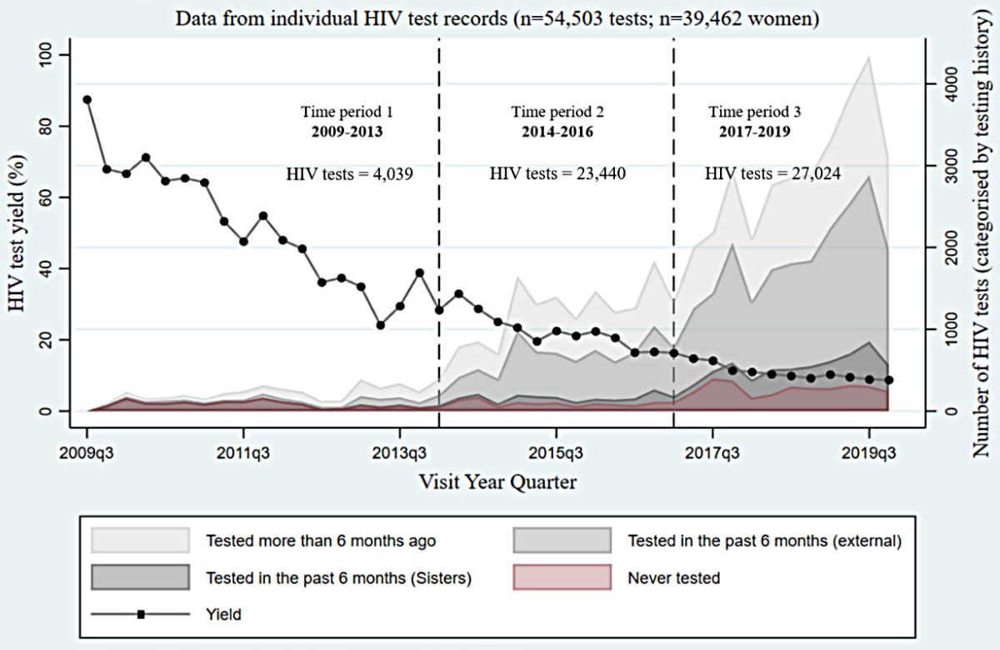 Data from individual HIV test records (n=54,503 tests; n=39,462 women)
HIV test yield (%)
100
80
60
40
20
0
Time period 1
2009-2013
HIV tests = 4,039
Time period 2
2014-2016
HIV tests = 23,440
Time period 3
2017-2019
HIV tests = 27,024
4000
3000
2000
1000
0
Number of HIV tests (categorised by testing history)
2009q3 2011q3 2013q3 2015q3 2017q3 2019q3
Visit Year Quarter
Tested more than 6 months ago
Tested in the past 6 months (external)
Tested in the past 6 months (Sisters)
Never tested
Yield